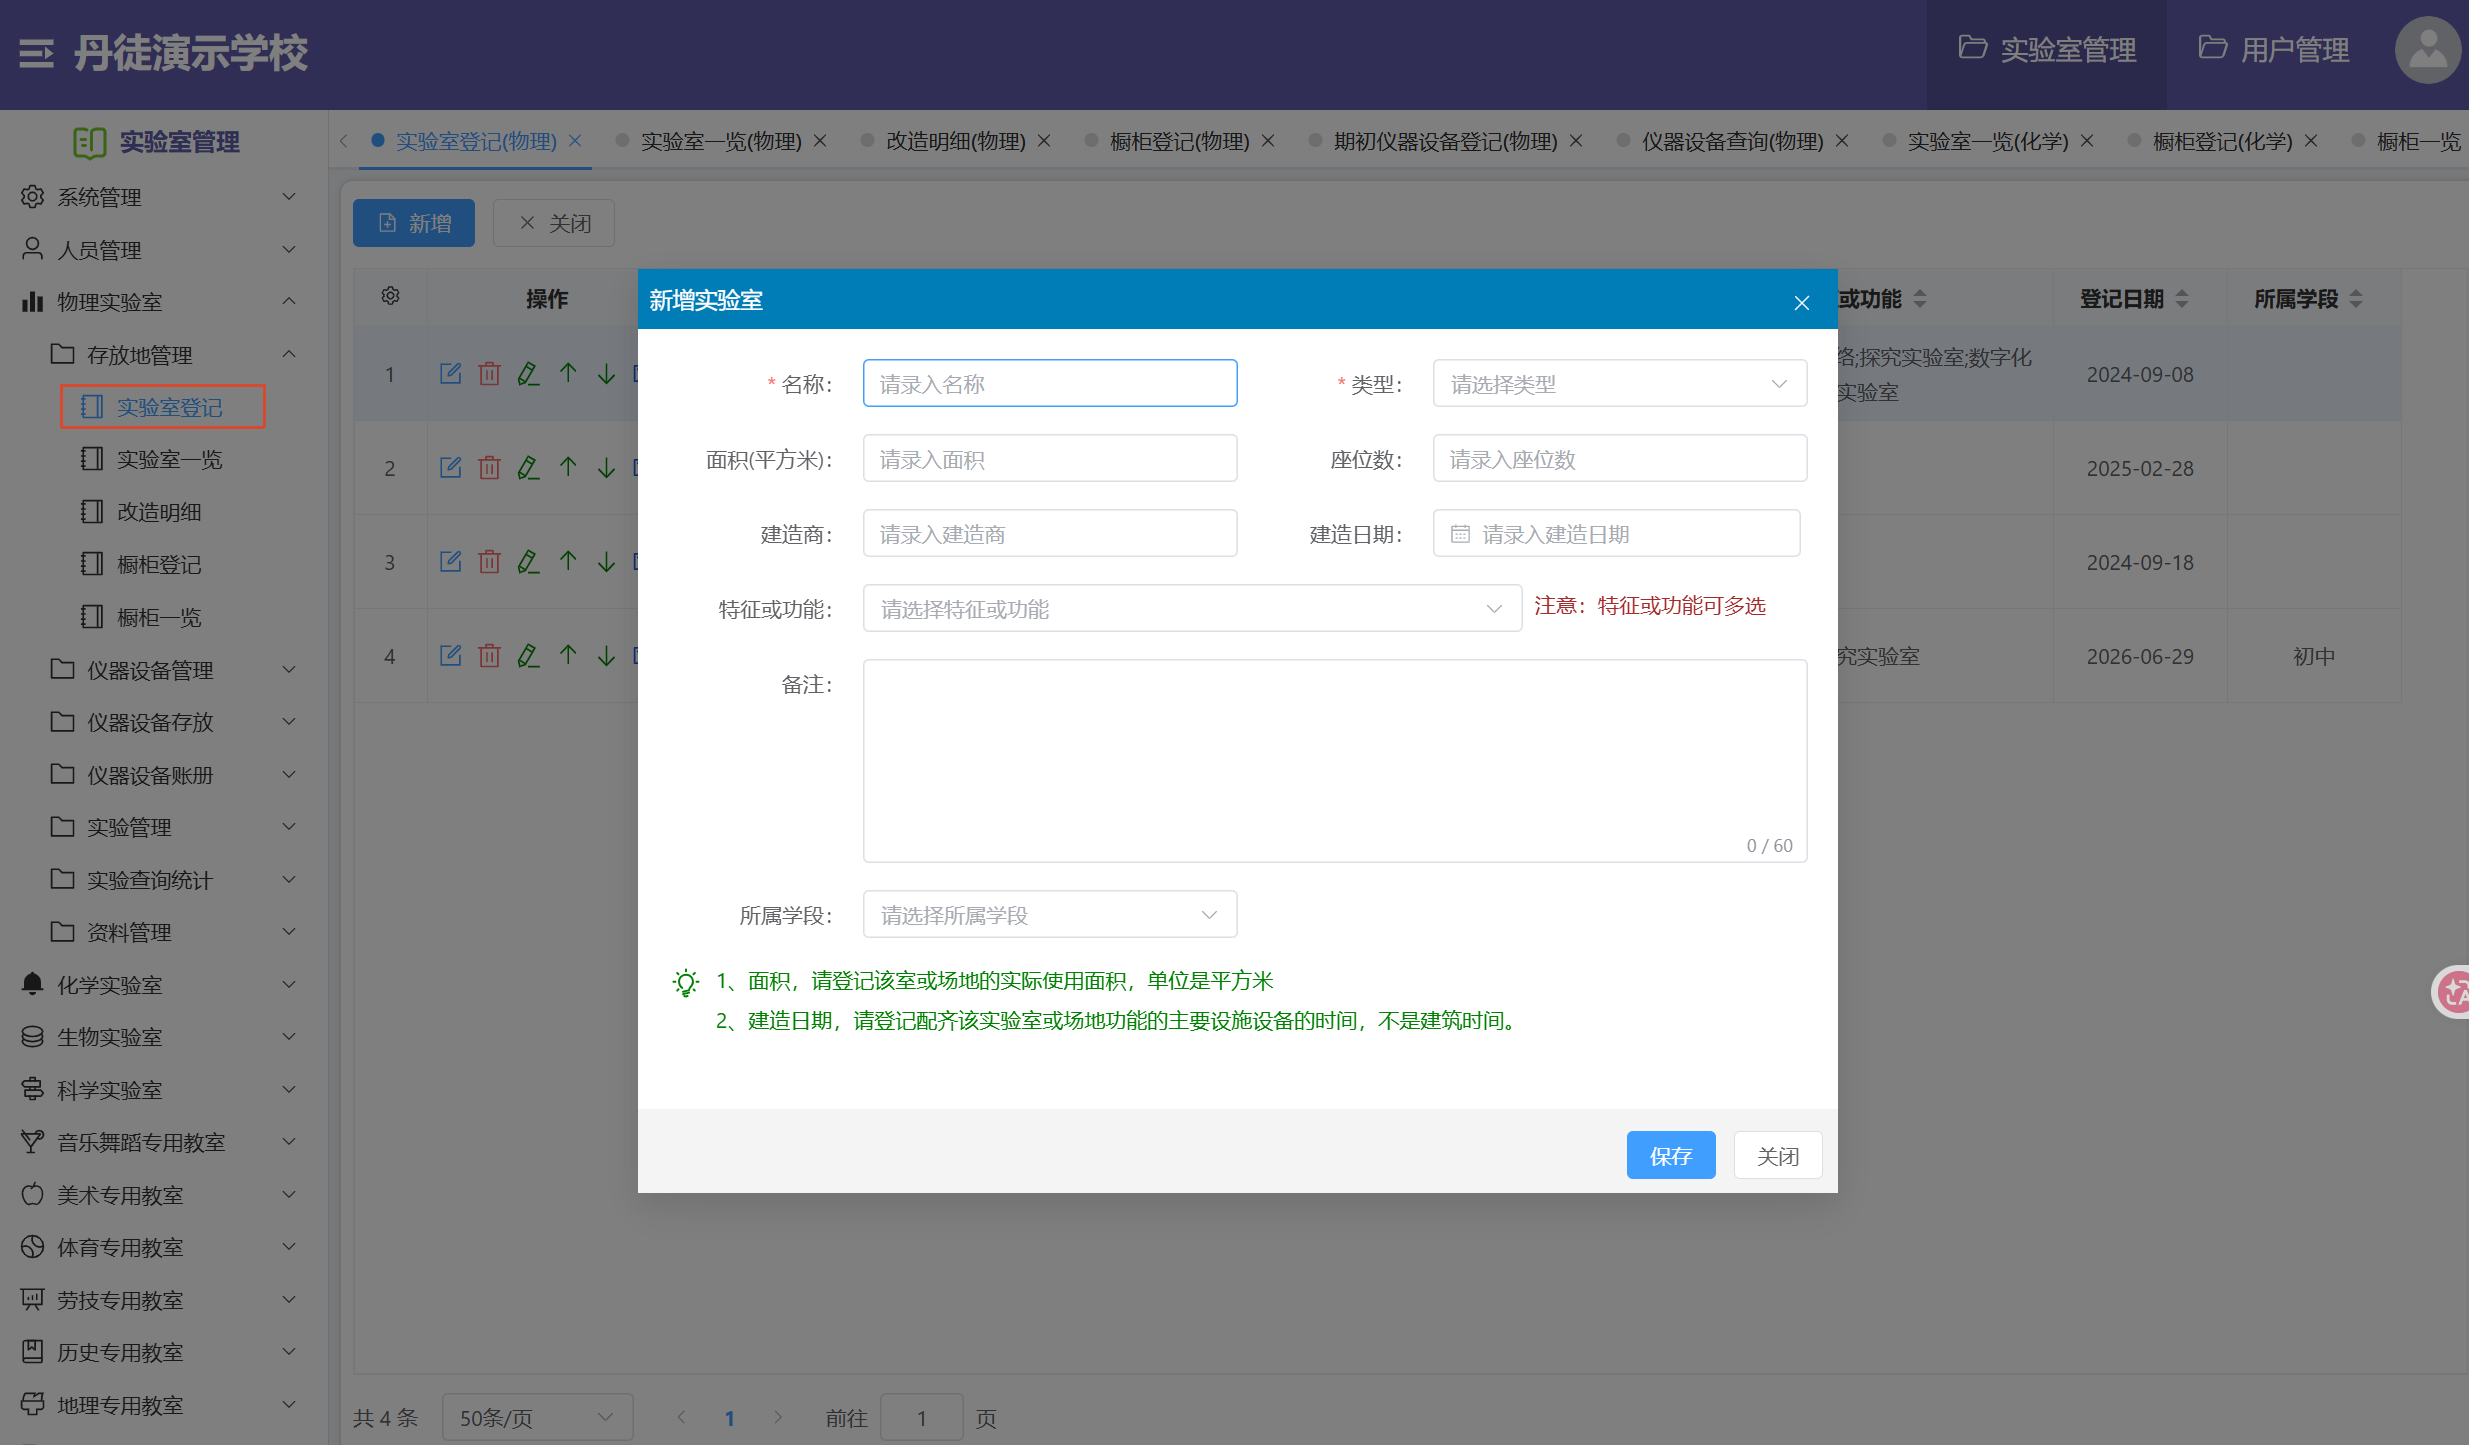 丹徒演示学校
实验室管理
用户管理
实验室管理
实验室登记(物理)
实验室一览(物理)
改造明细(物理)
橱柜登记(物理)
期初仪器设备登记(物理)
仪器设备查询(物理)
实验室一览(化学)
橱柜登记(化学)
橱柜一览
系统管理
人员管理
物理实验室
存放地管理
实验室登记
实验室一览
改造明细
橱柜登记
橱柜一览
仪器设备管理
仪器设备存放
仪器设备账册
实验管理
实验查询统计
资料管理
化学实验室
生物实验室
科学实验室
音乐舞蹈专用教室
美术专用教室
体育专用教室
劳技专用教室
历史专用教室
地理专用教室
新增
关闭
操作
或功能
登记日期
所属学段
1
络;探究实验室;数字化
实验室
2024-09-08
2
2025-02-28
3
2024-09-18
4
究实验室
2026-06-29
初中
新增实验室
* 名称:
请录入名称
* 类型:
请选择类型
面积(平方米):
请录入面积
座位数:
请录入座位数
建造商:
请录入建造商
建造日期:
请录入建造日期
特征或功能:
请选择特征或功能
注意：特征或功能可多选
备注:
0 / 60
所属学段:
请选择所属学段
1、面积，请登记该室或场地的实际使用面积，单位是平方米
2、建造日期，请登记配齐该实验室或场地功能的主要设施设备的时间，不是建筑时间。
保存
关闭
共 4 条
50条/页
1
前往
1
页